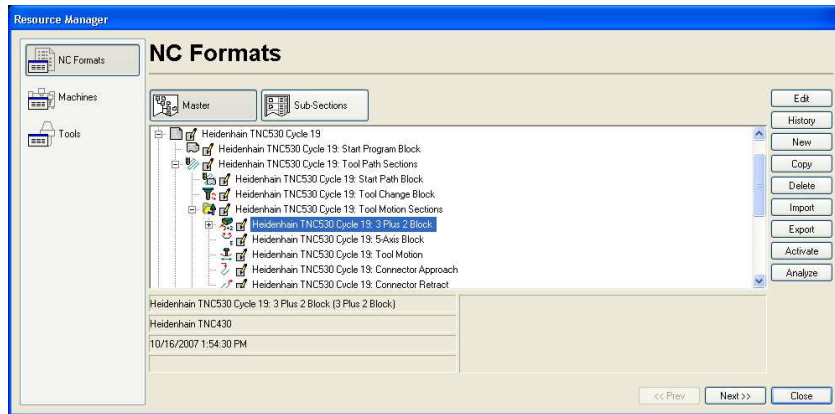 Resource Manager
NC Formats
Machines
Tools
NC Formats
Master
Sub-Sections
Heidenhain TNC530 Cycle 19
Heidenhain TNC530 Cycle 19: Start Program Block
Heidenhain TNC530 Cycle 19: Tool Path Sections
Heidenhain TNC530 Cycle 19: Start Path Block
Heidenhain TNC530 Cycle 19: Tool Change Block
Heidenhain TNC530 Cycle 19: Tool Motion Sections
Heidenhain TNC530 Cycle 19: 3 Plus 2 Block
Heidenhain TNC530 Cycle 19: 5-Axis Block
Heidenhain TNC530 Cycle 19: Tool Motion
Heidenhain TNC530 Cycle 19: Connector Approach
Heidenhain TNC530 Cycle 19: Connector Retract
Edit
History
New
Copy
Delete
Import
Export
Activate
Analyze
Heidenhain TNC530 Cycle 19: 3 Plus 2 Block (3 Plus 2 Block)
Heidenhain TNC430
10/16/2007 1:54:30 PM
<< Prev
Next >>
Close